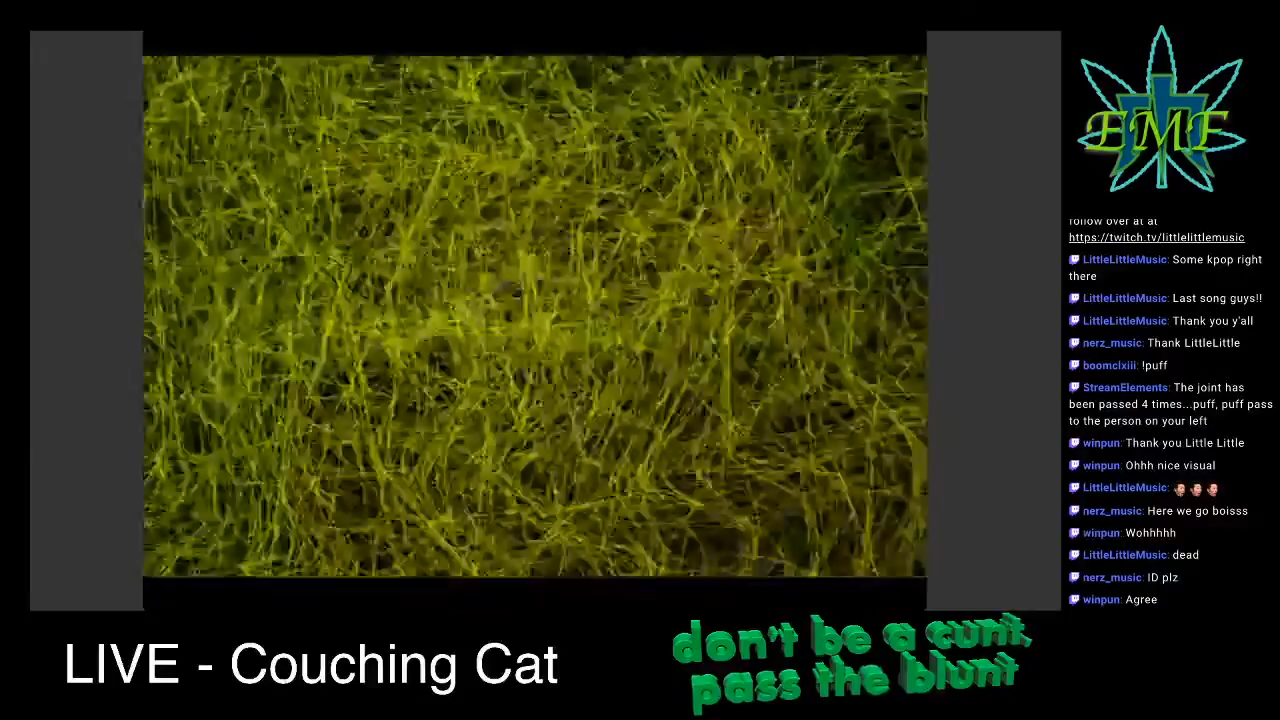 EMF
follow over at at
https://twitch.tv/littlelittlemusic
LittleLittleMusic: Some kpop right
there
LittleLittleMusic: Last song guys!!
LittleLittleMusic: Thank you y'all
nerz_music: Thank LittleLittle
boomclxiii: !puff
StreamElements: The joint has
been passed 4 times...puff, puff pass
to the person on your left
winpun: Thank you Little Little
winpun: Ohhh nice visual
LittleLittleMusic:
nerz_music: Here we go boisss
winpun: Wohhhhh
LittleLittleMusic: dead
nerz_music: ID plz
winpun: Agree
LIVE - Couching Cat
don't be a cunt,
pass the blunt